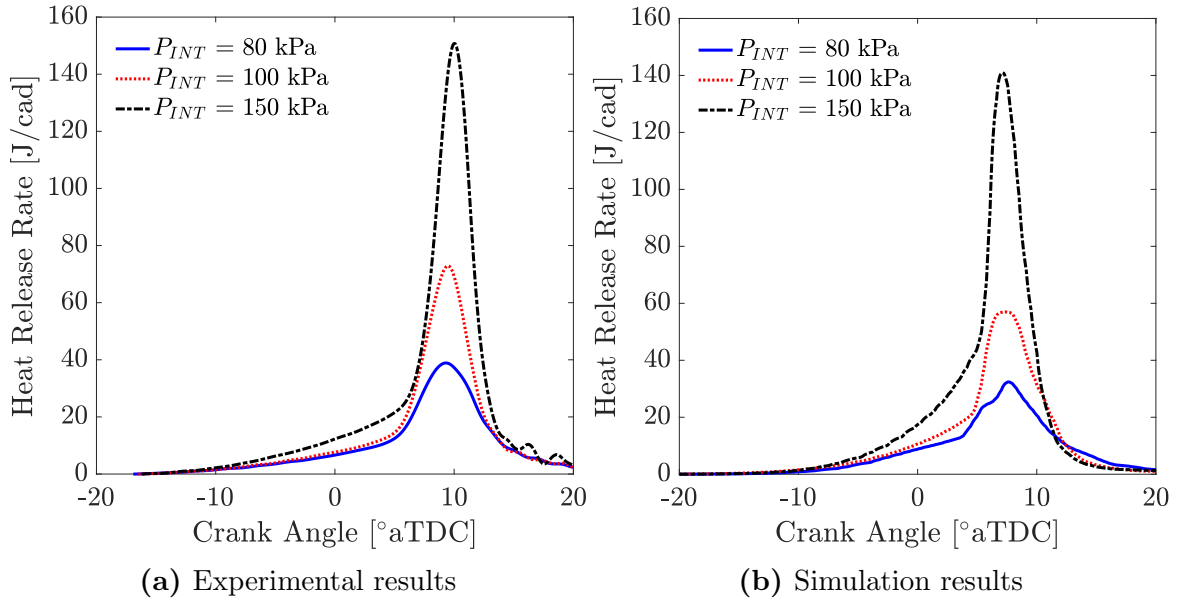 160
140
120
100
80
60
40
20
0
Heat Release Rate [J/cad]
P_INT = 80 kPa
P_INT = 100 kPa
P_INT = 150 kPa
-20 -10 0 10 20
Crank Angle [°aTDC]
(a) Experimental results
160
140
120
100
80
60
40
20
0
Heat Release Rate [J/cad]
P_INT = 80 kPa
P_INT = 100 kPa
P_INT = 150 kPa
-20 -10 0 10 20
Crank Angle [°aTDC]
(b) Simulation results